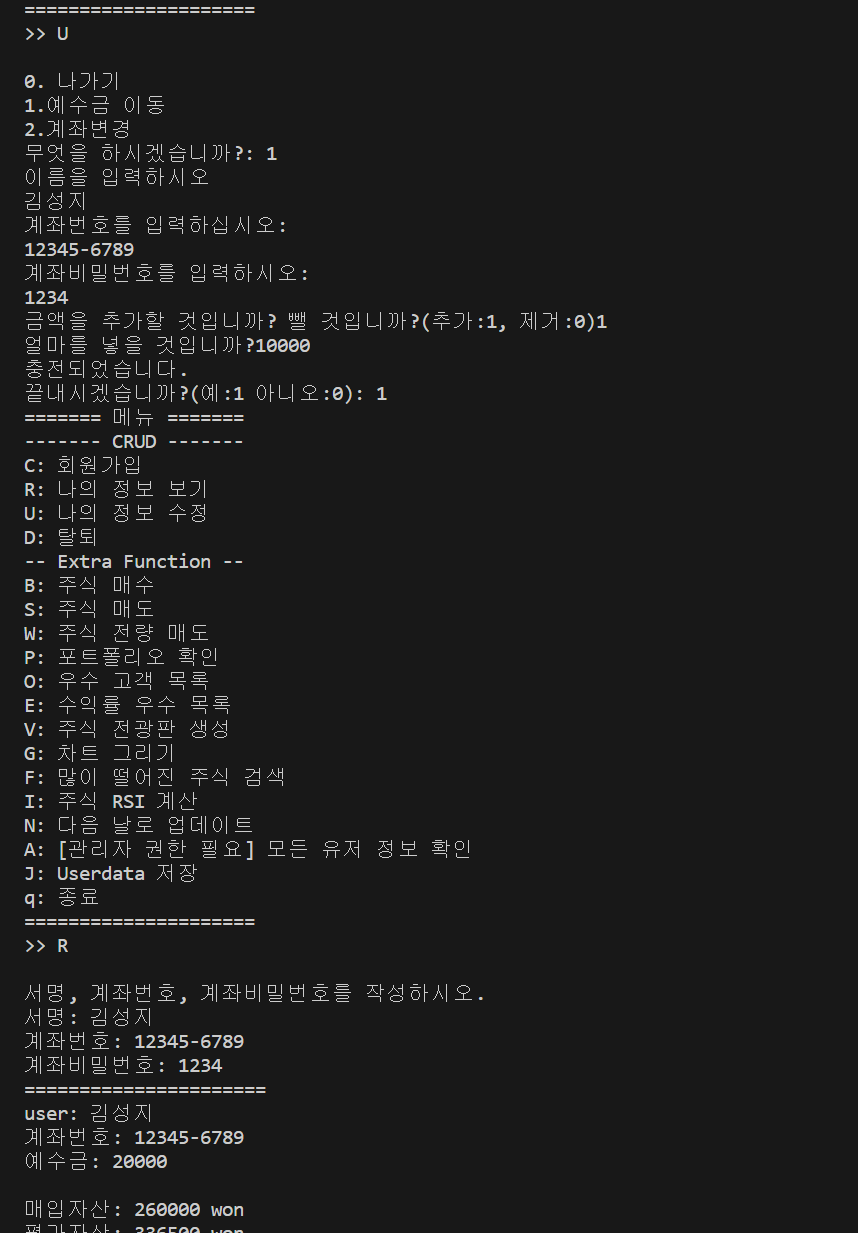 =====================
>> U
0. 나가기
1.예수금 이동
2.계좌변경
무엇을 하시겠습니까?: 1
이름을 입력하시오
김성지
계좌번호를 입력하십시오:
12345-6789
계좌비밀번호를 입력하시오:
1234
금액을 추가할 것입니까? 뺄 것입니까?(추가:1, 제거:0)1
얼마를 넣을 것입니까?10000
충전되었습니다.
끝내시겠습니까?(예:1 아니오:0): 1
======= 메뉴 =======
------- CRUD -------
C: 회원가입
R: 나의 정보 보기
U: 나의 정보 수정
D: 탈퇴
-- Extra Function --
B: 주식 매수
S: 주식 매도
W: 주식 전량 매도
P: 포트폴리오 확인
O: 우수 고객 목록
E: 수익률 우수 목록
V: 주식 전광판 생성
G: 차트 그리기
F: 많이 떨어진 주식 검색
I: 주식 RSI 계산
N: 다음 날로 업데이트
A: [관리자 권한 필요] 모든 유저 정보 확인
J: Userdata 저장
q: 종료
=====================
>> R
서명, 계좌번호, 계좌비밀번호를 작성하시오.
서명: 김성지
계좌번호: 12345-6789
계좌비밀번호: 1234
======================
user: 김성지
계좌번호: 12345-6789
예수금: 20000
매입자산: 260000 won
평가자산: 336500 won